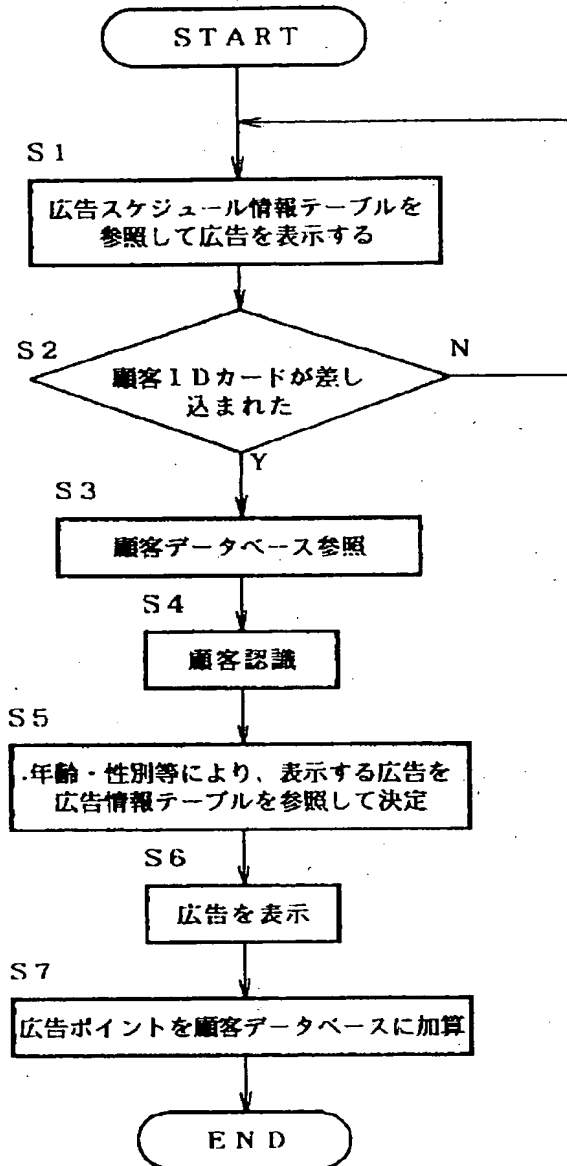 START
S1
広告スケジュール情報テーブルを
参照して広告を表示する
S2
顧客IDカードが差し
込まれた
N
Y
S3
顧客データベース参照
S4
顧客認識
S5
年齢・性別等により、表示する広告を
広告情報テーブルを参照して決定
S6
広告を表示
S7
広告ポイントを顧客データベースに加算
END